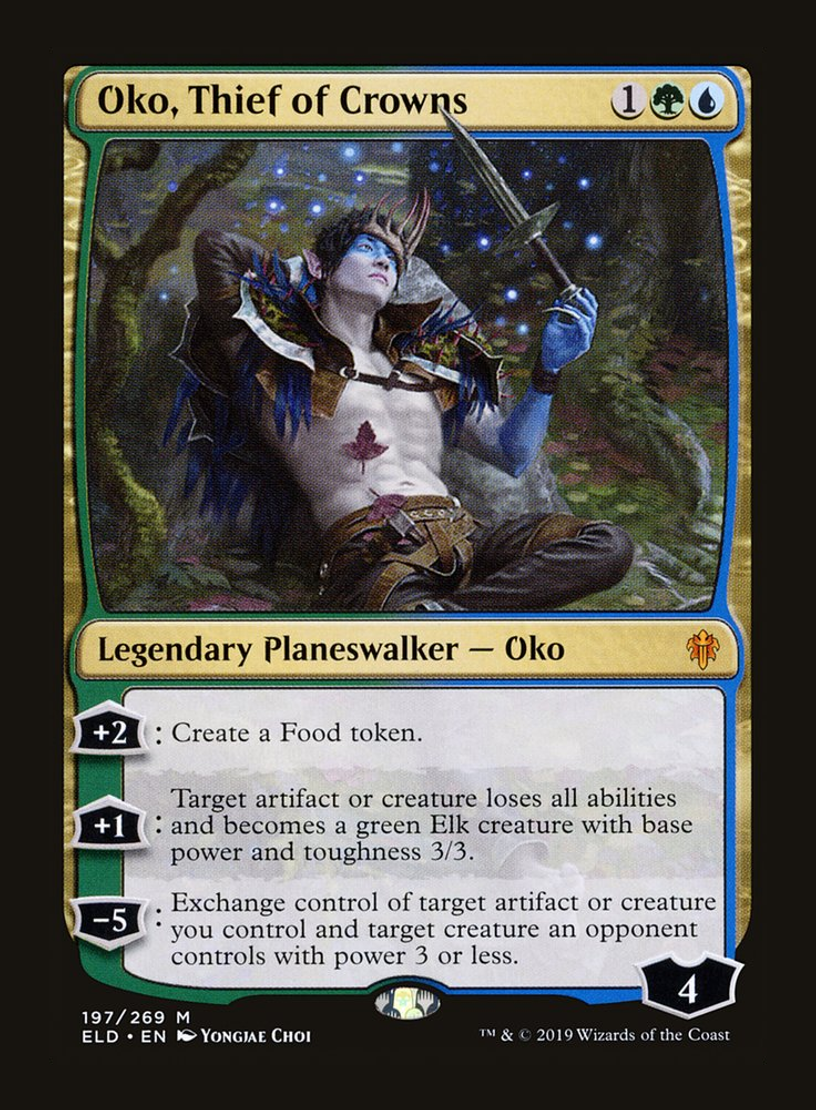 Oko, Thief of Crowns 1
Legendary Planeswalker — Oko
+2 : Create a Food token.
Target artifact or creature loses all abilities
+1 : and becomes a green Elk creature with base
power and toughness 3/3.
Exchange control of target artifact or creature
−5 : you control and target creature an opponent
controls with power 3 or less.
4
197/269 M
ELD • EN Yongjae Choi
™ & © 2019 Wizards of the Coast